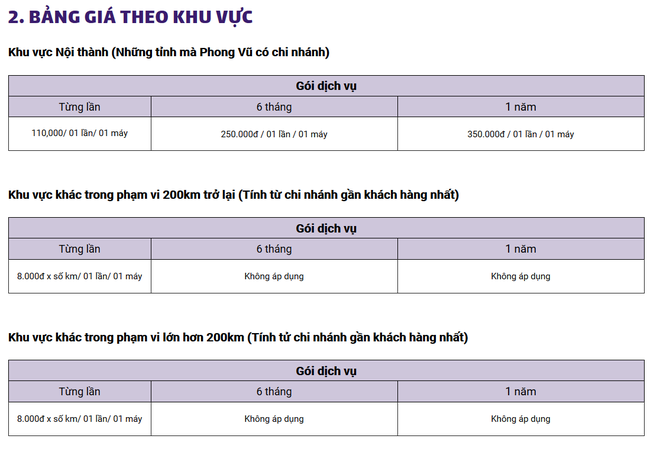 2. BẢNG GIÁ THEO KHU VỰC
Khu vực Nội thành (Những tỉnh mà Phong Vũ có chi nhánh)
Gói dịch vụ
Từng lần 6 tháng 1 năm
110,000/ 01 lần/ 01 máy 250.000đ / 01 lần / 01 máy 350.000đ / 01 lần / 01 máy
Khu vực khác trong phạm vi 200km trở lại (Tính từ chi nhánh gần khách hàng nhất)
Gói dịch vụ
Từng lần 6 tháng 1 năm
8.000đ x số km/ 01 lần/ 01 máy Không áp dụng Không áp dụng
Khu vực khác trong phạm vi lớn hơn 200km (Tính tử chi nhánh gần khách hàng nhất)
Gói dịch vụ
Từng lần 6 tháng 1 năm
8.000đ x số km/ 01 lần/ 01 máy Không áp dụng Không áp dụng